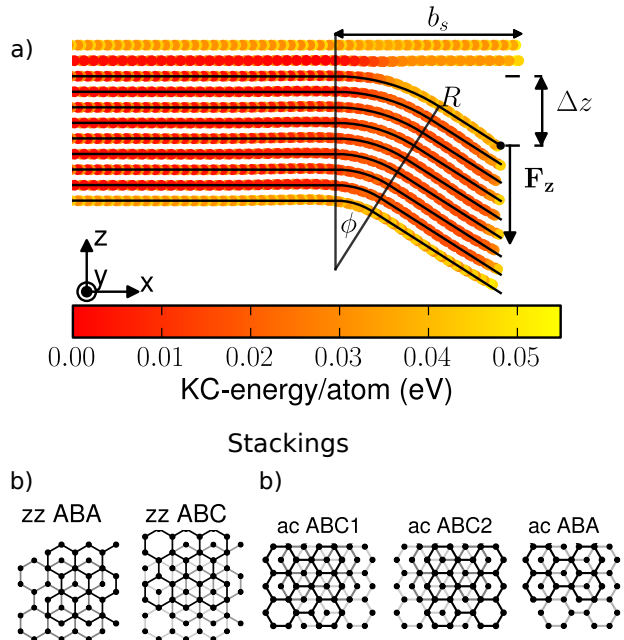 a)
b_s
R
Δz
F_z
ϕ
z
y
x
0.00 0.01 0.02 0.03 0.04 0.05
KC-energy/atom (eV)
Stackings
b) b)
zz ABA zz ABC ac ABC1 ac ABC2 ac ABA